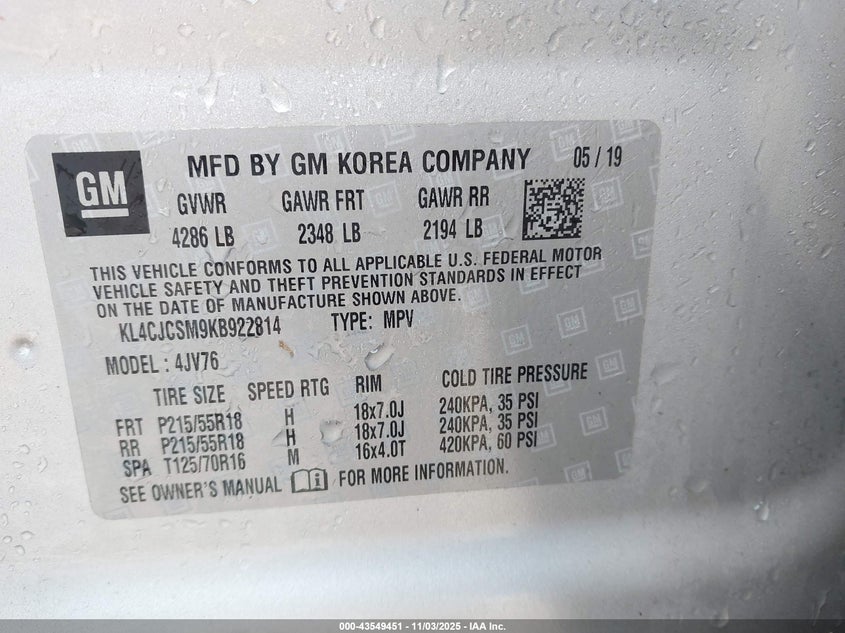 GM
MFD BY GM KOREA COMPANY 05 / 19
GVWR GAWR FRT GAWR RR
4286 LB 2348 LB 2194 LB
THIS VEHICLE CONFORMS TO ALL APPLICABLE U.S. FEDERAL MOTOR
VEHICLE SAFETY AND THEFT PREVENTION STANDARDS IN EFFECT
ON THE DATE OF MANUFACTURE SHOWN ABOVE.
KL4CJCSM9KB922814 TYPE: MPV
MODEL : 4JV76
TIRE SIZE SPEED RTG RIM COLD TIRE PRESSURE
FRT P215/55R18 H 18x7.0J 240KPA, 35 PSI
RR P215/55R18 H 18x7.0J 240KPA, 35 PSI
SPA T125/70R16 M 16x4.0T 420KPA, 60 PSI
SEE OWNER'S MANUAL FOR MORE INFORMATION.
000-43549451 - 11/03/2025 - IAA Inc.